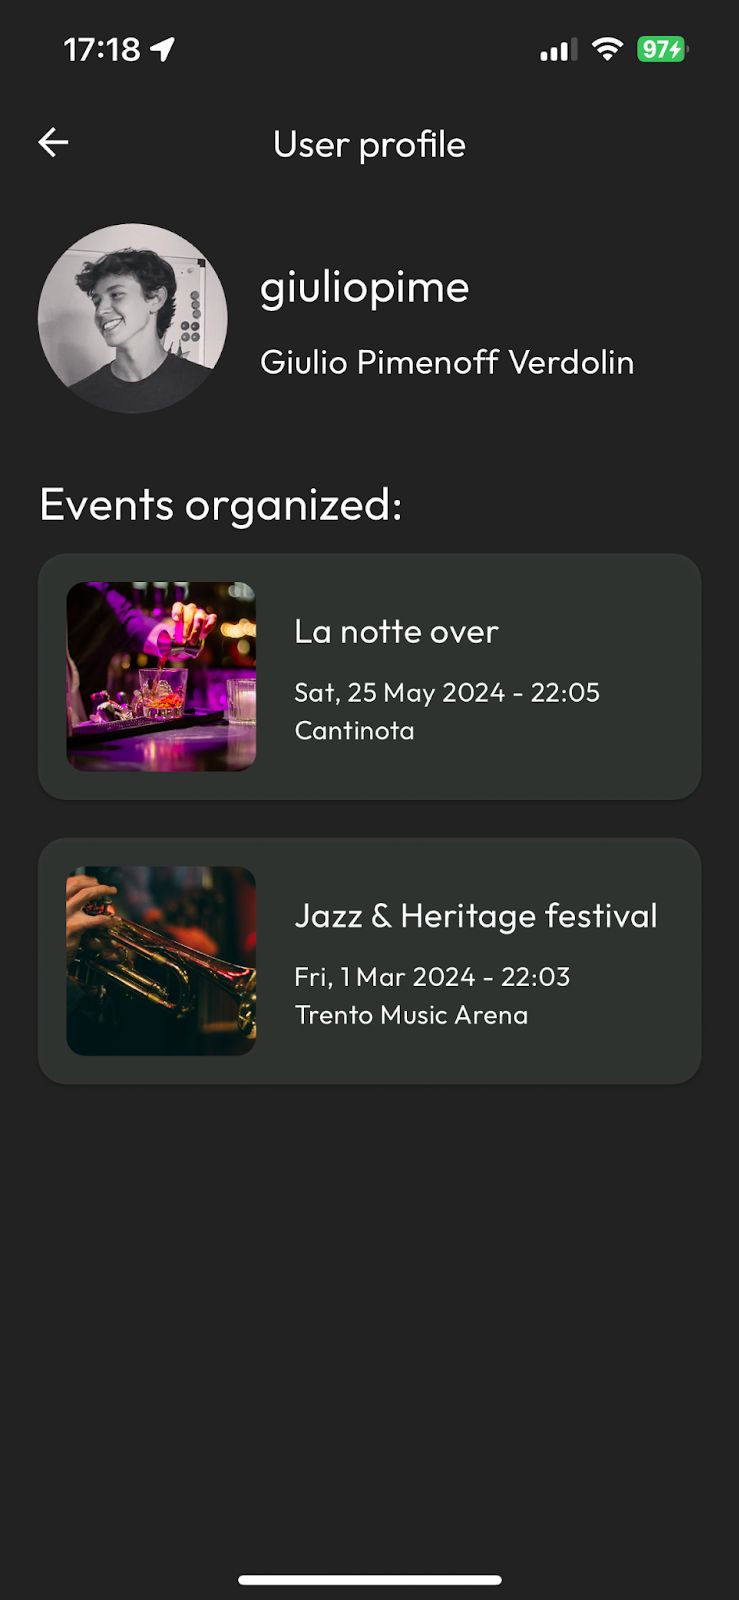 17:18
97
User profile
giuliopime
Giulio Pimenoff Verdolin
Events organized:
La notte over
Sat, 25 May 2024 - 22:05
Cantinota
Jazz & Heritage festival
Fri, 1 Mar 2024 - 22:03
Trento Music Arena